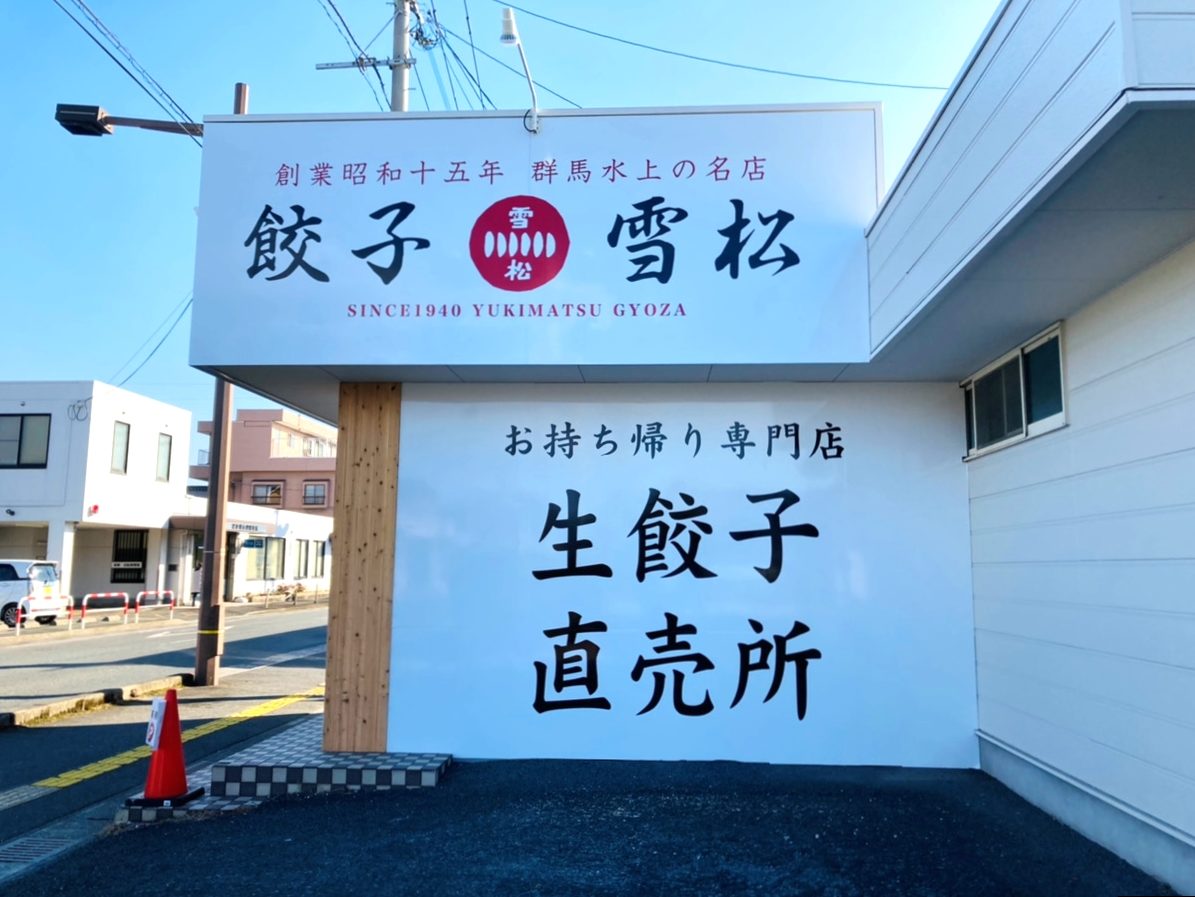 創業昭和十五年 群馬水上の名店
餃子 雪松 雪松
SINCE1940 YUKIMATSU GYOZA
お持ち帰り専門店
生餃子
直売所